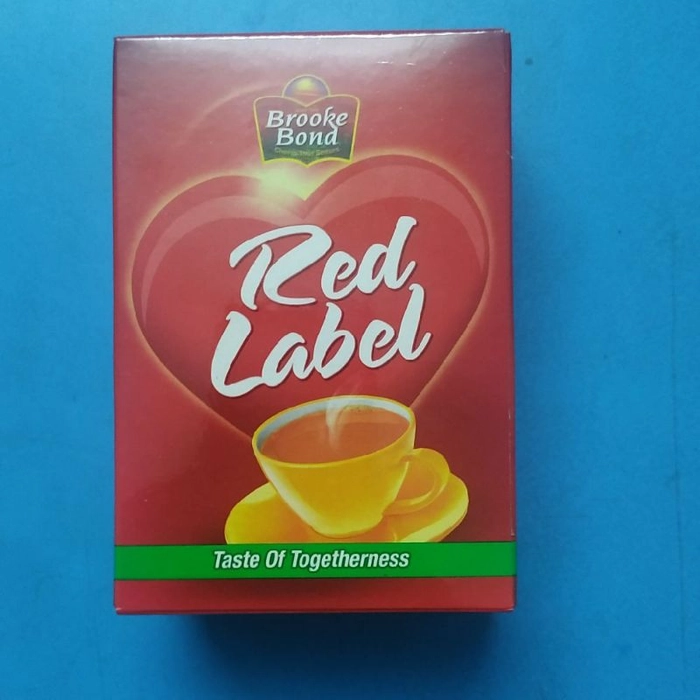 Brooke
Bond
Red
Label
Taste Of Togetherness